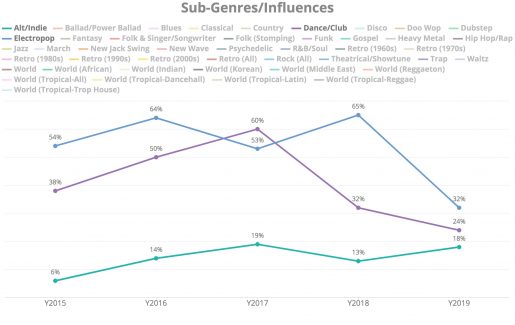 Sub-Genres/Influences
Alt/Indie Ballad/Power Ballad Blues Classical Country Dance/Club Disco Doo Wop Dubstep
Electropop Fantasy Folk & Singer/Songwriter Folk (Stomping) Funk Gospel Heavy Metal Hip Hop/Rap
Jazz March New Jack Swing New Wave Psychedelic R&B/Soul Retro (1960s) Retro (1970s)
Retro (1980s) Retro (1990s) Retro (2000s) Retro (All) Rock (All) Theatrical/Showtune Trap Waltz
World World (African) World (Indian) World (Korean) World (Middle East) World (Reggaeton)
World (Tropical-All) World (Tropical-Dancehall) World (Tropical-Latin) World (Tropical-Reggae)
World (Tropical-Trop House)
54% 64% 53% 65% 32%
38% 50% 60% 32% 24%
6% 14% 19% 13% 18%
Y2015 Y2016 Y2017 Y2018 Y2019